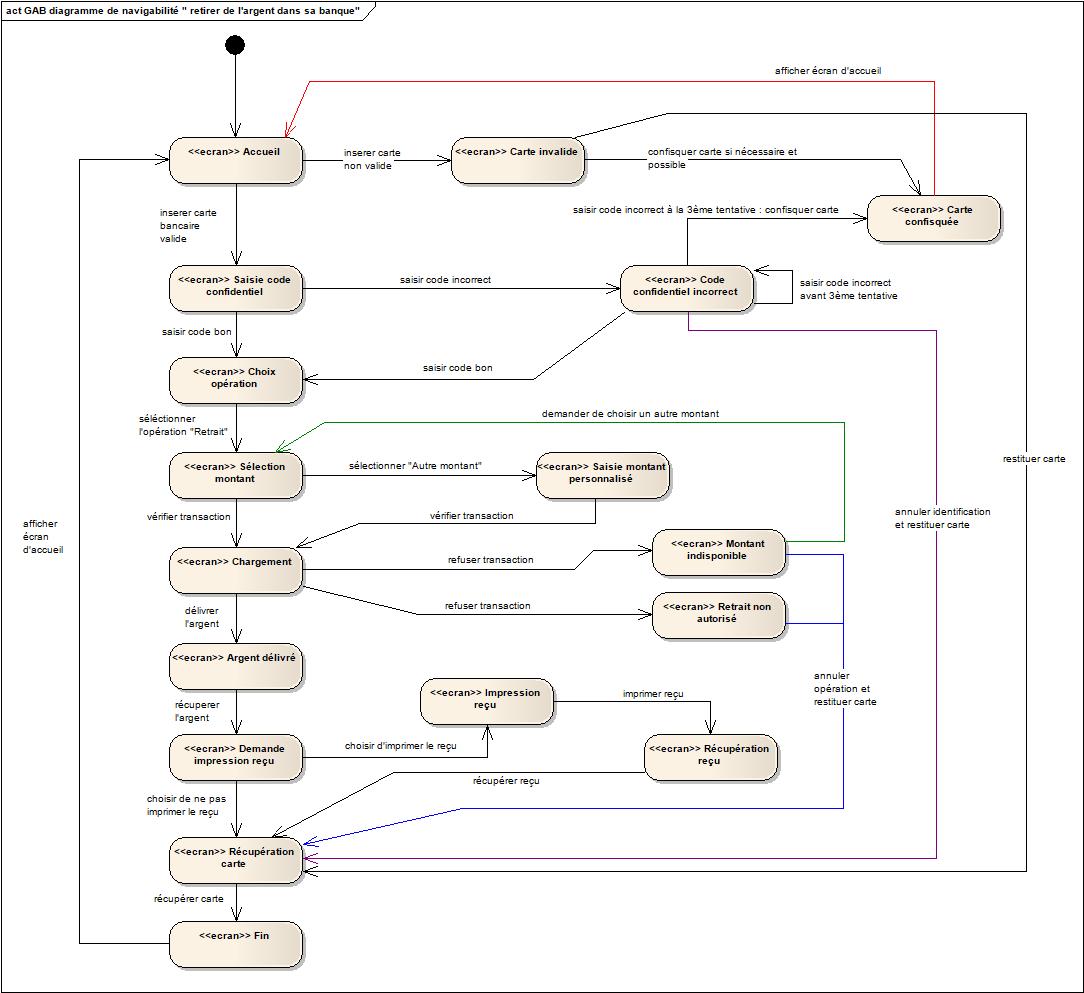 act GAB diagramme de navigabilité " retirer de l'argent dans sa banque"
afficher écran d'accueil
<<ecran>> Accueil
inserer carte
non valide
<<ecran>> Carte invalide
confisquer carte si nécessaire et
possible
<<ecran>> Carte
confisquée
inserer carte
bancaire
valide
saisir code incorrect à la 3ème tentative : confisquer carte
<<ecran>> Saisie code
confidentiel
saisir code incorrect
<<ecran>> Code
confidentiel incorrect
saisir code incorrect
avant 3ème tentative
saisir code bon
<<ecran>> Choix
opération
saisir code bon
séléctionner
l'opération "Retrait"
demander de choisir un autre montant
<<ecran>> Sélection
montant
sélectionner "Autre montant"
<<ecran>> Saisie montant
personnalisé
restituer carte
vérifier transaction
vérifier transaction
annuler identification
et restituer carte
afficher
écran
d'accueil
<<ecran>> Chargement
refuser transaction
<<ecran>> Montant
indisponible
refuser transaction
<<ecran>> Retrait non
autorisé
délivrer
l'argent
<<ecran>> Argent délivré
annuler
opération et
restituer carte
récuperer
l'argent
<<ecran>> Impression
reçu
imprimer reçu
<<ecran>> Demande
impression reçu
choisir d'imprimer le reçu
<<ecran>> Récupération
reçu
récupérer reçu
choisir de ne pas
imprimer le reçu
<<ecran>> Récupération
carte
récupérer carte
<<ecran>> Fin